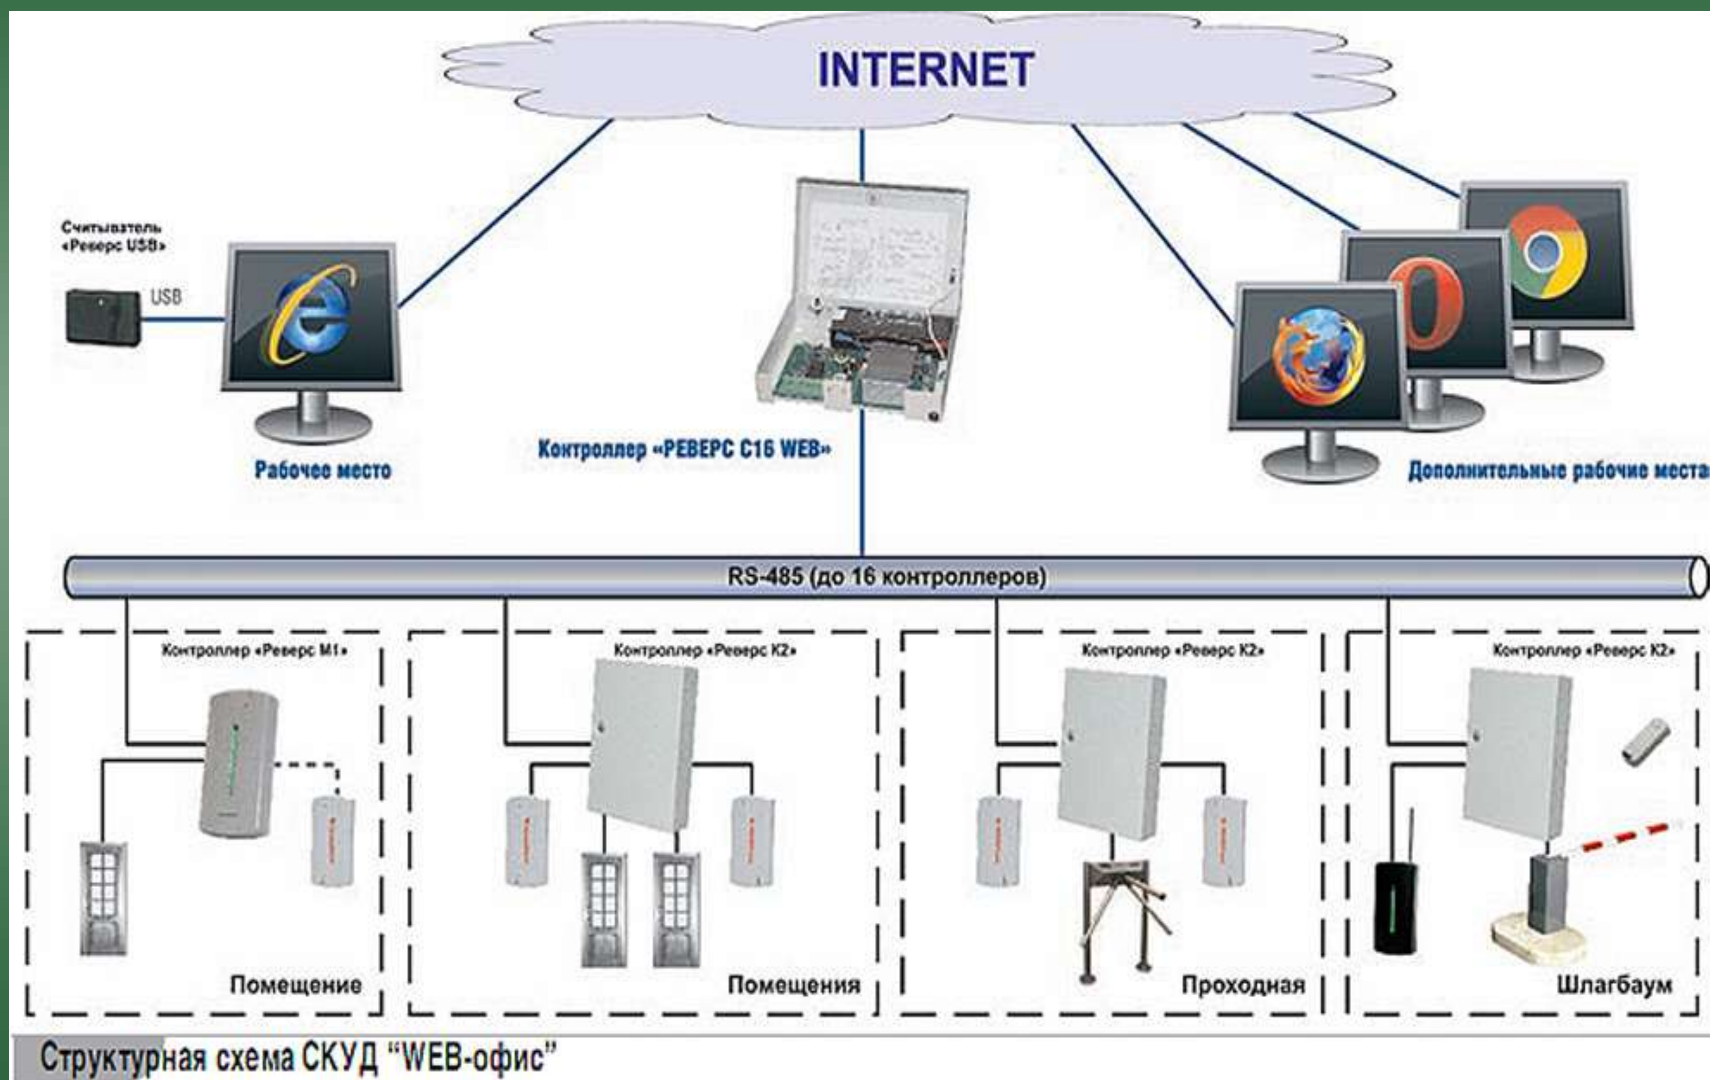 INTERNET
Считыватель
«Реверс USB»
USB
Рабочее место
Контроллер «РЕВЕРС С16 WEB»
Дополнительные рабочие места
RS-485 (до 16 контроллеров)
Контроллер «Реверс М1»
Контроллер «Реверс К2»
Контроллер «Реверс К2»
Контроллер «Реверс К2»
Помещение
Помещения
Проходная
Шлагбаум
Структурная схема СКУД “WEB-офис”